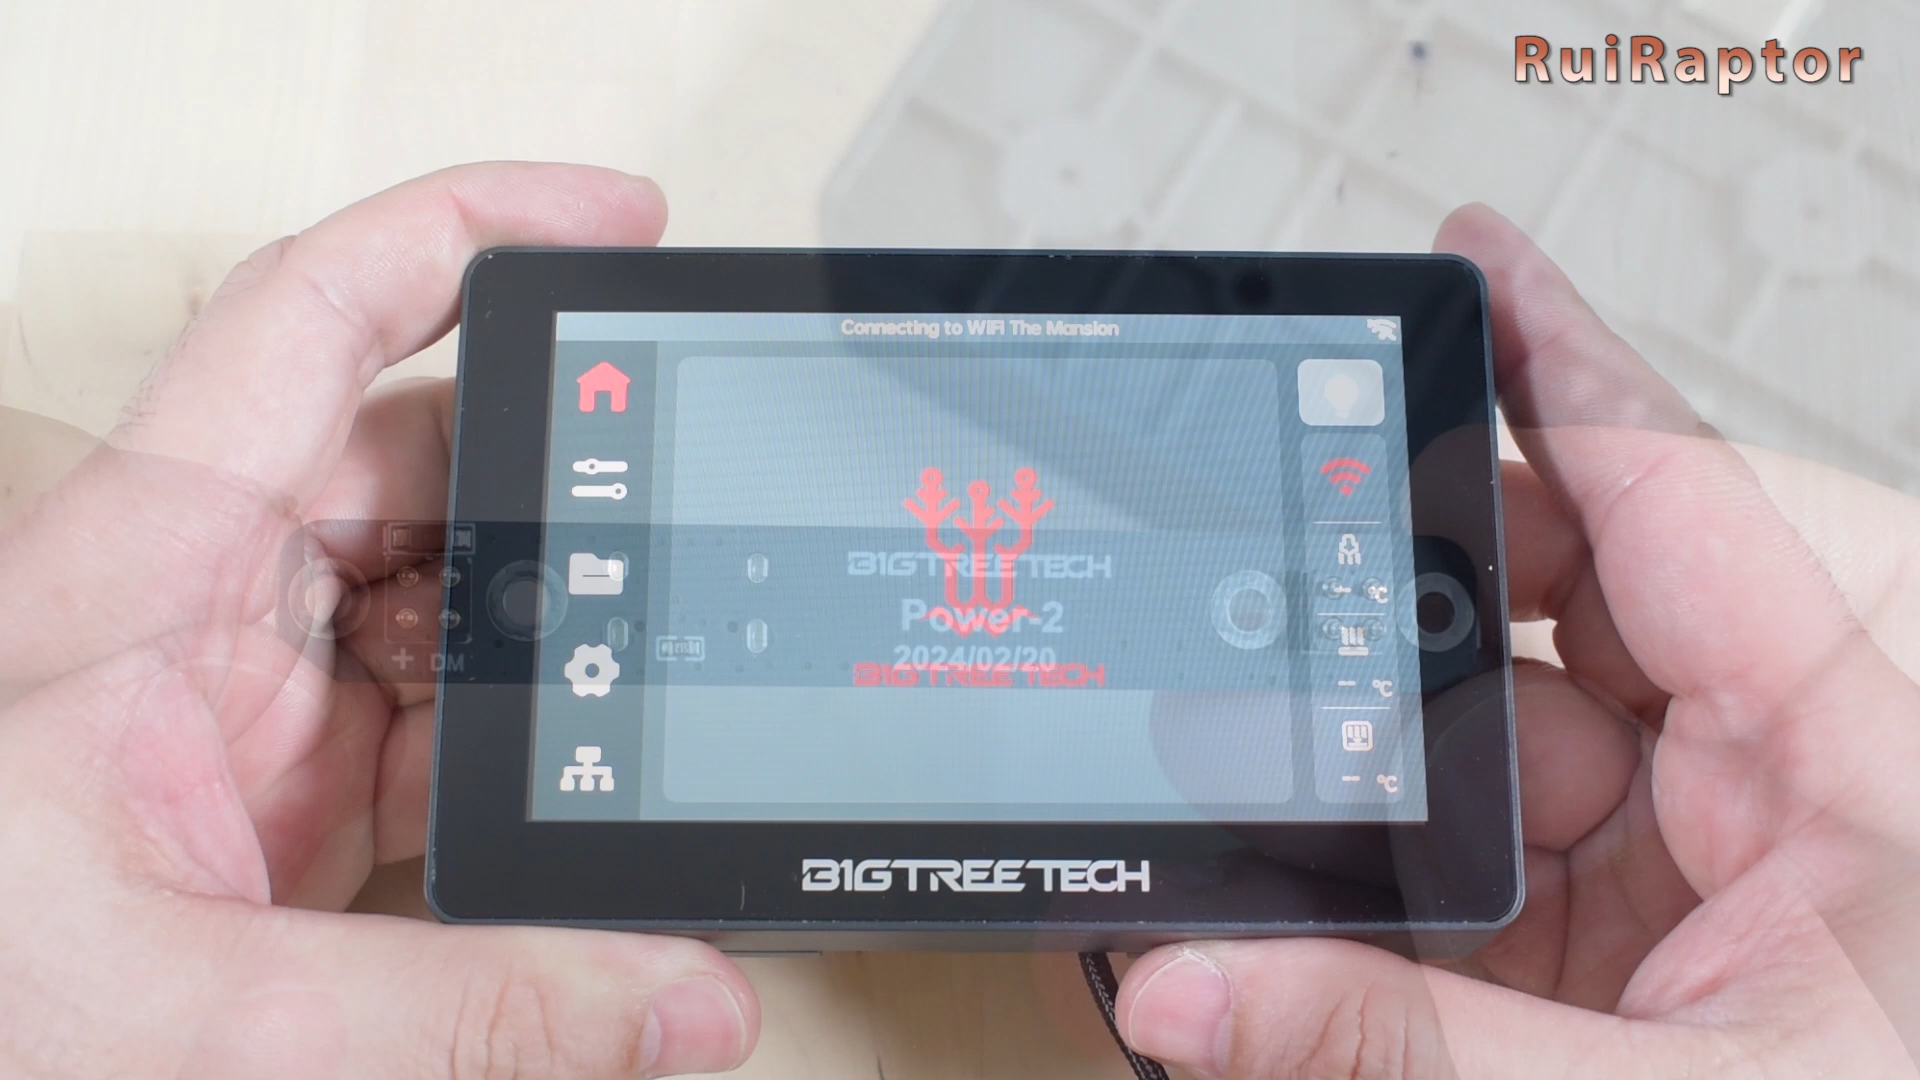 RuiRaptor
Connecting to WiFi The Mansion
BIGTREETECH
Power-2
2024/02/20
BIGTREETECH
+ DM
-- °C
-- °C
-- °C
BIGTREETECH